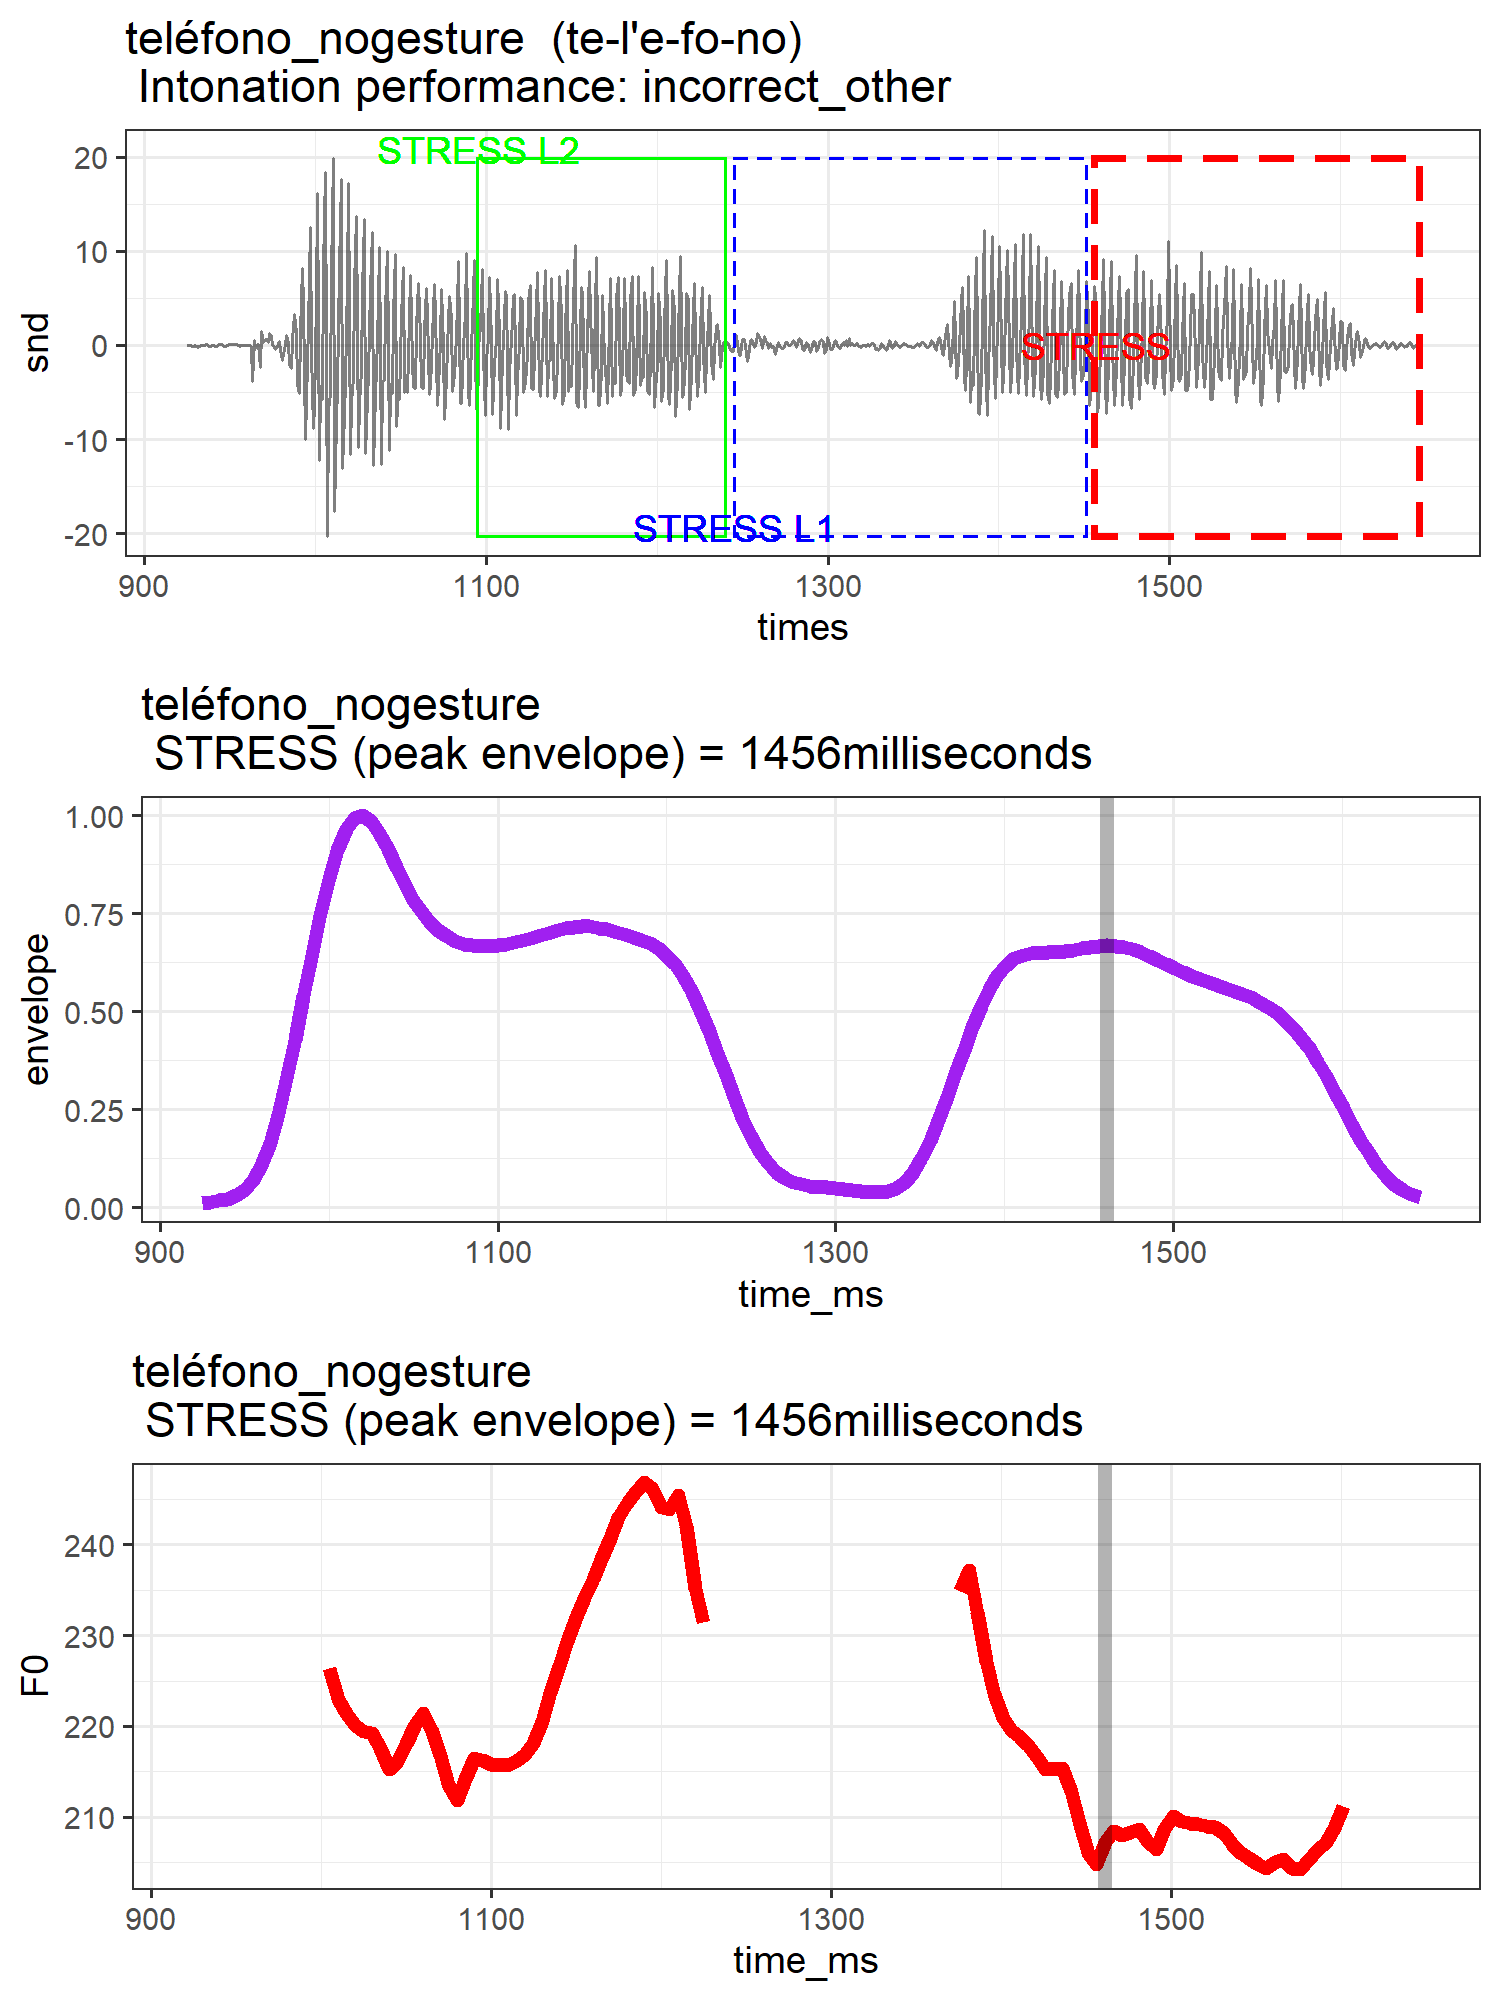 teléfono_nogesture  (te-l'e-fo-no)
Intonation performance: incorrect_other
STRESS L2
STRESS
STRESS L1
20
10
0
-10
-20
snd
900 1100 1300 1500
times
teléfono_nogesture
STRESS (peak envelope) = 1456milliseconds
1.00
0.75
0.50
0.25
0.00
envelope
900 1100 1300 1500
time_ms
teléfono_nogesture
STRESS (peak envelope) = 1456milliseconds
240
230
220
210
F0
900 1100 1300 1500
time_ms